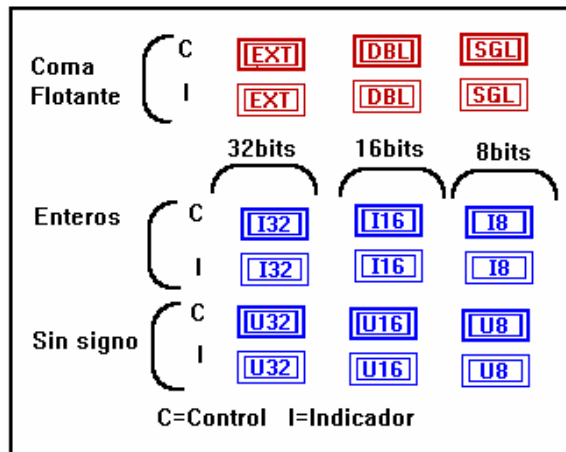 C EXT DBL SGL
Coma
Flotante
I EXT DBL SGL
32bits 16bits 8bits
Enteros
C I32 I16 I8
I I32 I16 I8
C U32 U16 U8
Sin signo
I U32 U16 U8
C=Control I=Indicador